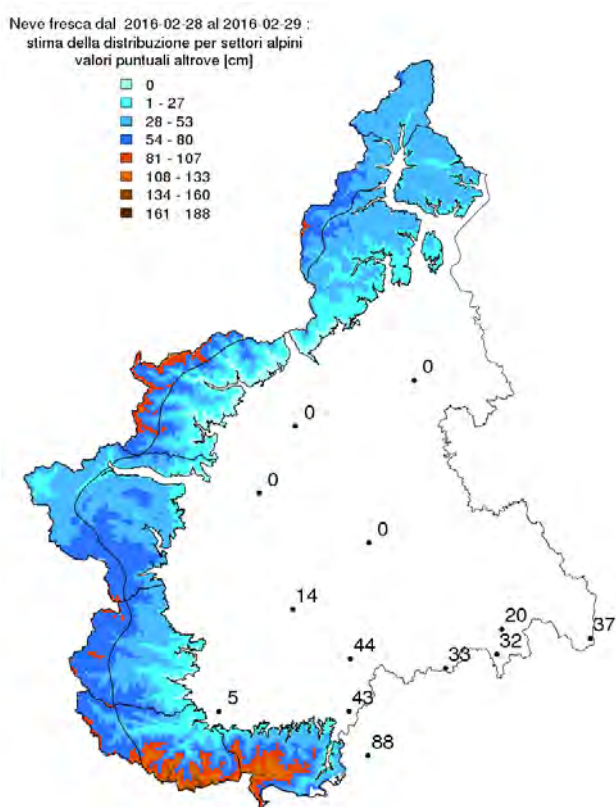 Neve fresca dal 2016-02-28 al 2016-02-29 :
stima della distribuzione per settori alpini
valori puntuali altrove [cm]
0
1 - 27
28 - 53
54 - 80
81 - 107
108 - 133
134 - 160
161 - 188
0
0
0
0
14
20
37
32
44
33
5
43
88